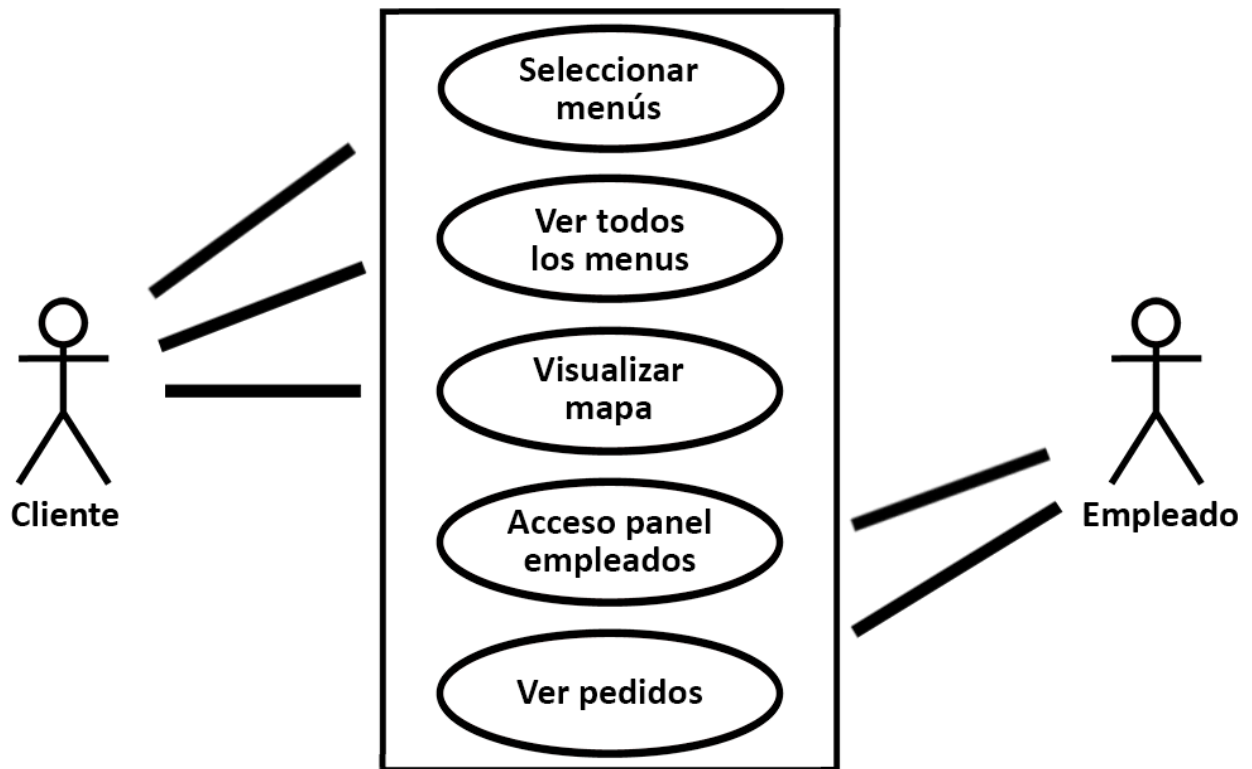 Seleccionar
menús
Ver todos
los menus
Visualizar
mapa
Cliente
Acceso panel
empleados
Empleado
Ver pedidos